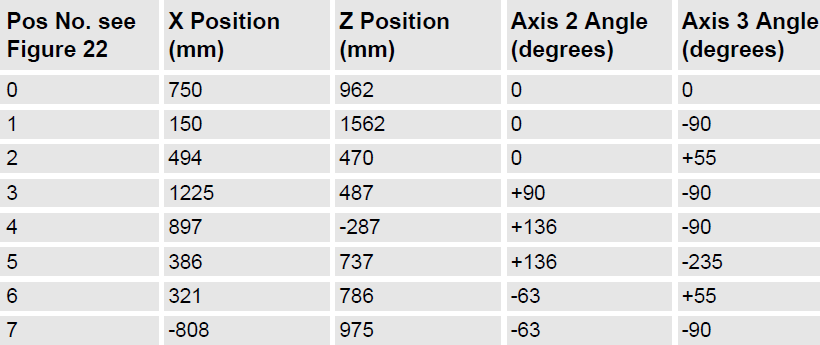 Pos No. see X Position Z Position Axis 2 Angle Axis 3 Angle
Figure 22 (mm) (mm) (degrees) (degrees)
0 750 962 0 0
1 150 1562 0 -90
2 494 470 0 +55
3 1225 487 +90 -90
4 897 -287 +136 -90
5 386 737 +136 -235
6 321 786 -63 +55
7 -808 975 -63 -90